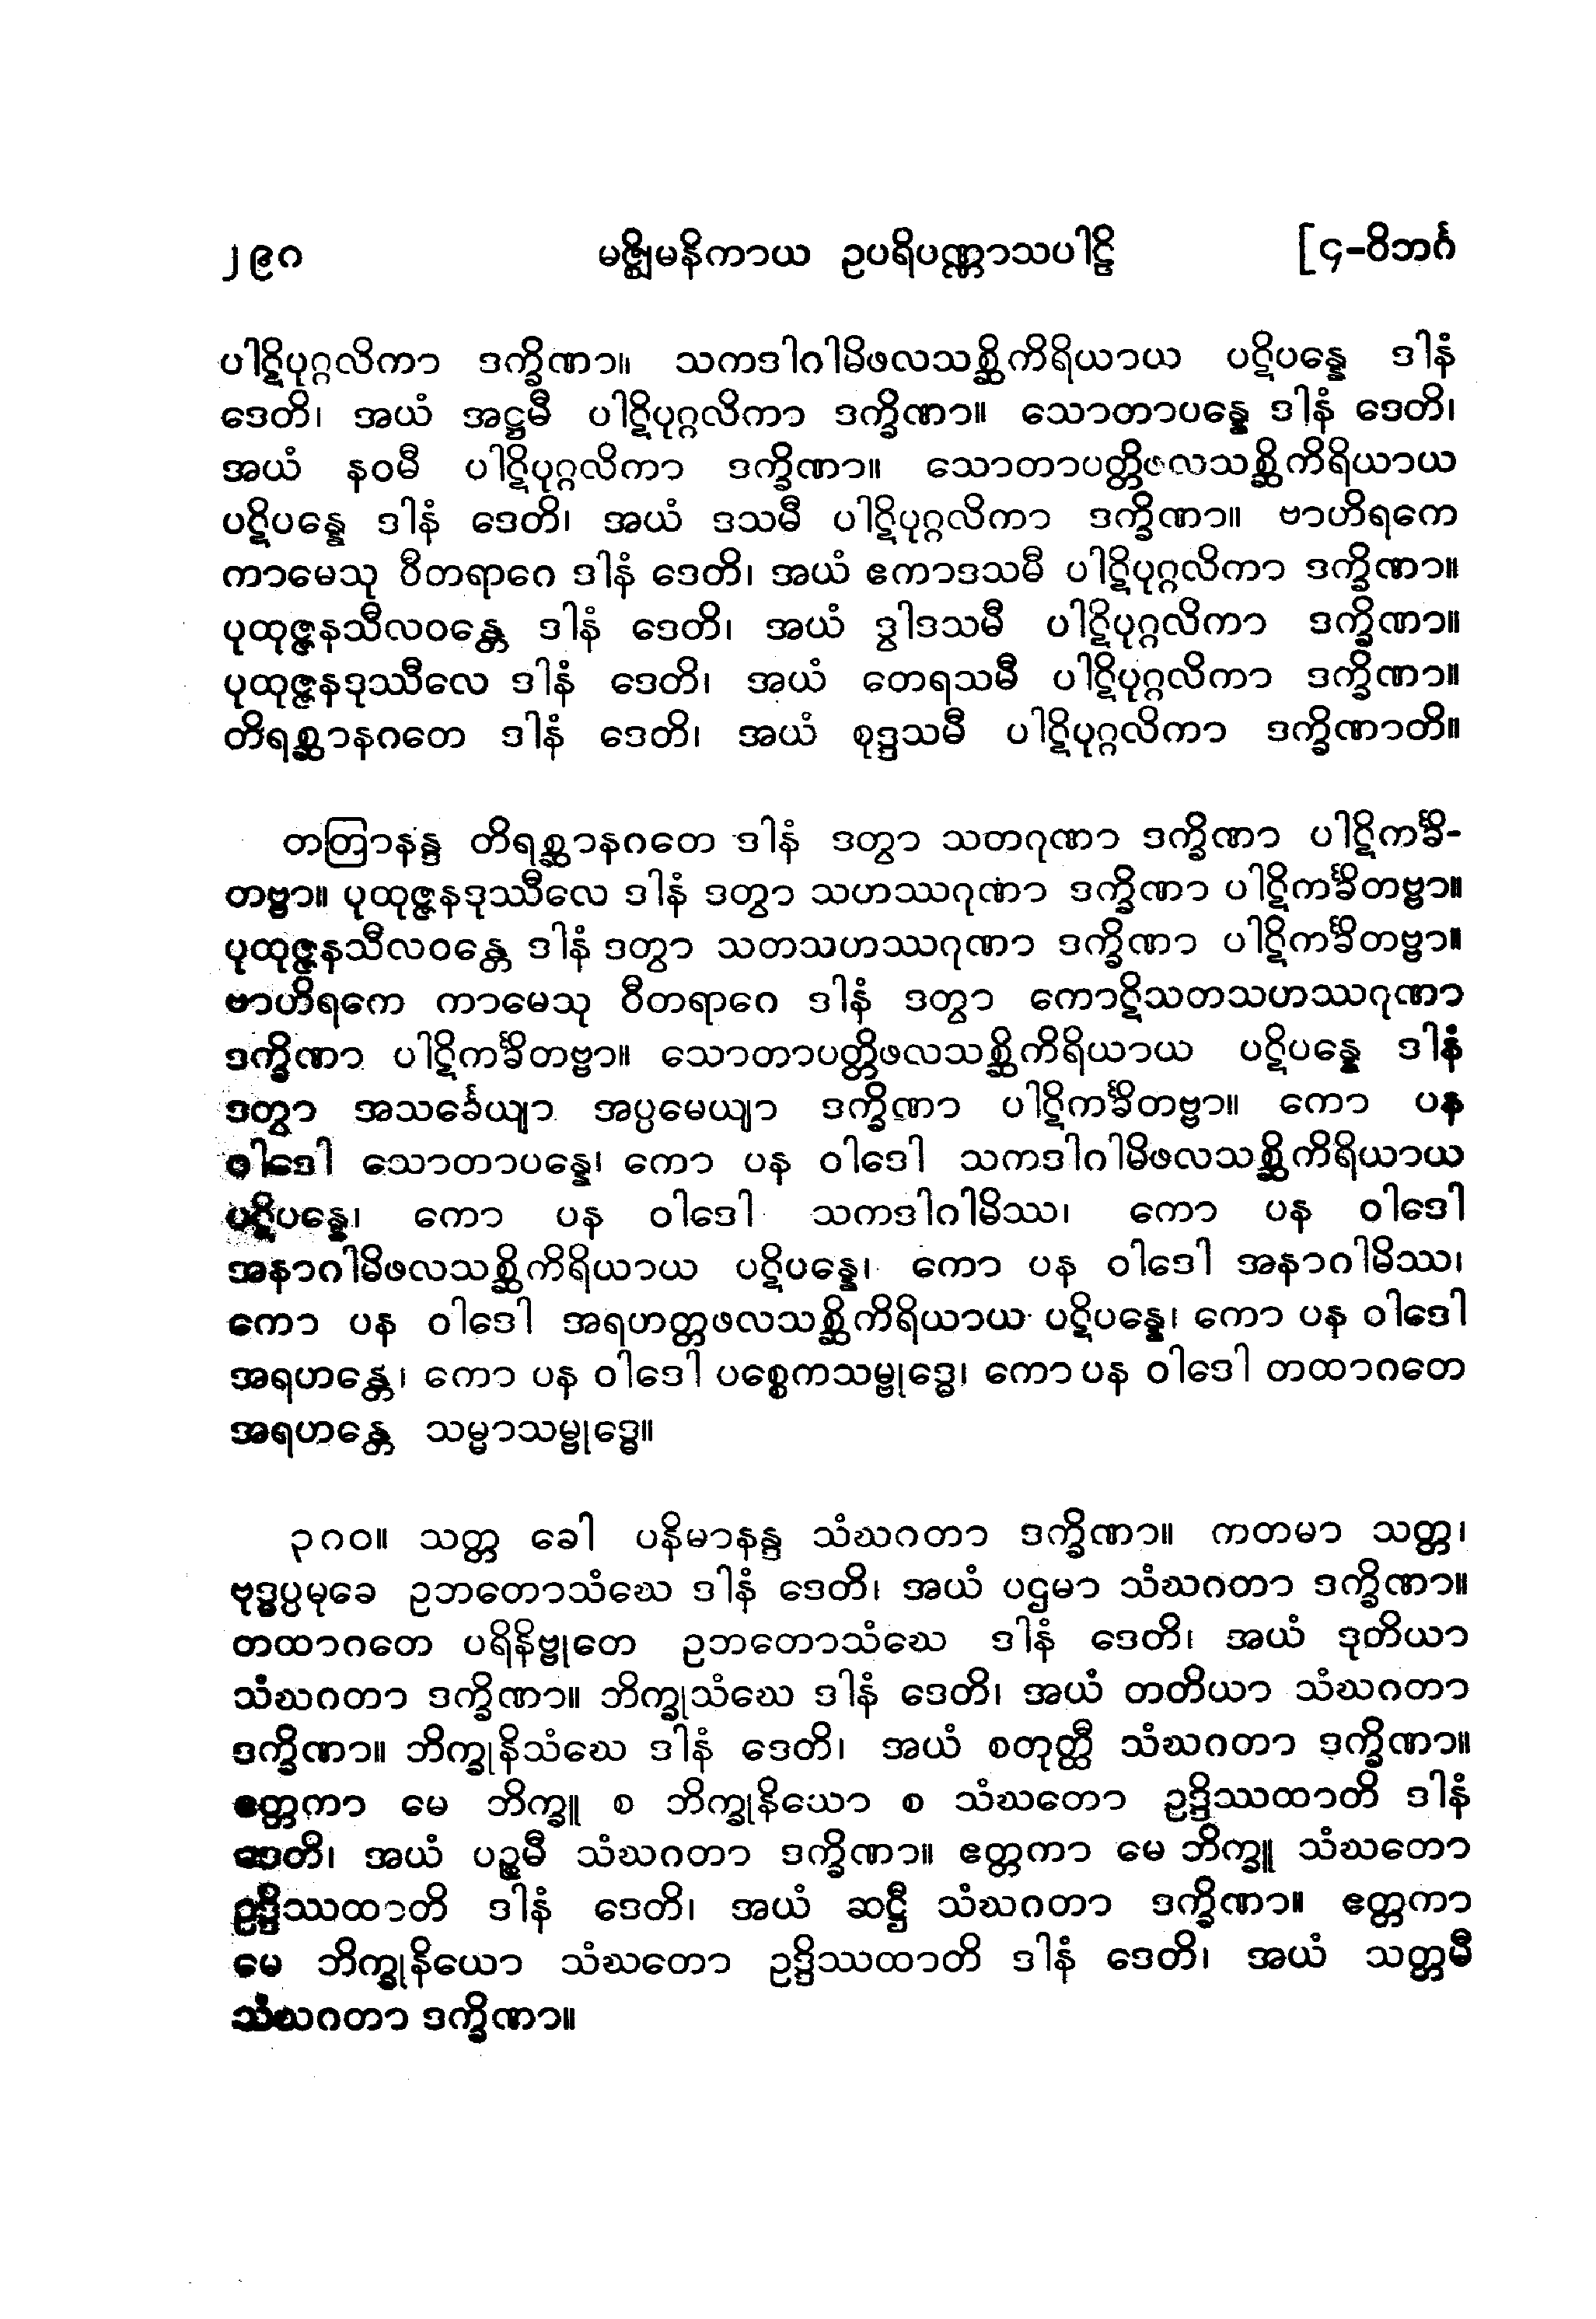 ၂၉၈ မဇ္ဈိမနိကာယ ဥပရိပဏ္ဏာသပါဠိ [၄-ဝိဘင်္ဂ
ပါဋိပုဂ္ဂလိကာ ဒက္ခိဏာ။ သကဒါဂါမိဖလသစ္ဆိကိရိယာယ ပဋိပန္နေ ဒါနံ
ဒေတိ၊ အယံ အဋ္ဌမီ ပါဋိပုဂ္ဂလိကာ ဒက္ခိဏာ။ သောတာပန္နေ ဒါနံ ဒေတိ၊
အယံ နဝမီ ပါဋိပုဂ္ဂလိကာ ဒက္ခိဏာ။ သောတာပတ္တိဖလသစ္ဆိကိရိယာယ
ပဋိပန္နေ ဒါနံ ဒေတိ၊ အယံ ဒသမီ ပါဋိပုဂ္ဂလိကာ ဒက္ခိဏာ။ ဗာဟိရကေ
ကာမေသု ဝီတရာဂေ ဒါနံ ဒေတိ၊ အယံ ဧကာဒသမီ ပါဋိပုဂ္ဂလိကာ ဒက္ခိဏာ။
ပုထုဇ္ဇနသီလဝန္တေ ဒါနံ ဒေတိ၊ အယံ ဒွါဒသမီ ပါဋိပုဂ္ဂလိကာ ဒက္ခိဏာ။
ပုထုဇ္ဇနဒုဿီလေ ဒါနံ ဒေတိ၊ အယံ တေရသမီ ပါဋိပုဂ္ဂလိကာ ဒက္ခိဏာ။
တိရစ္ဆာနဂတေ ဒါနံ ဒေတိ၊ အယံ စုဒ္ဒသမီ ပါဋိပုဂ္ဂလိကာ ဒက္ခိဏာတိ။
တတြာနန္ဒ တိရစ္ဆာနဂတေ ဒါနံ ဒတွာ သတဂုဏာ ဒက္ခိဏာ ပါဋိကင်္ခိ-
တဗ္ဗာ။ ပုထုဇ္ဇနဒုဿီလေ ဒါနံ ဒတွာ သဟဿဂုဏာ ဒက္ခိဏာ ပါဋိကင်္ခိတဗ္ဗာ။
ပုထုဇ္ဇနသီလဝန္တေ ဒါနံ ဒတွာ သတသဟဿဂုဏာ ဒက္ခိဏာ ပါဋိကင်္ခိတဗ္ဗာ။
ဗာဟိရကေ ကာမေသု ဝီတရာဂေ ဒါနံ ဒတွာ ကောဋိသတသဟဿဂုဏာ
ဒက္ခိဏာ ပါဋိကင်္ခိတဗ္ဗာ။ သောတာပတ္တိဖလသစ္ဆိကိရိယာယ ပဋိပန္နေ ဒါနံ
ဒတွာ အသင်္ခေယျာ အပ္ပမေယျာ ဒက္ခိဏာ ပါဋိကင်္ခိတဗ္ဗာ။ ကော ပန
ဝါဒေါ သောတာပန္နေ၊ ကော ပန ဝါဒေါ သကဒါဂါမိဖလသစ္ဆိကိရိယာယ
ပဋိပန္နေ၊ ကော ပန ဝါဒေါ သကဒါဂါမိဿ၊ ကော ပန ဝါဒေါ
အနာဂါမိဖလသစ္ဆိကိရိယာယ ပဋိပန္နေ၊ ကော ပန ဝါဒေါ အနာဂါမိဿ၊
ကော ပန ဝါဒေါ အရဟတ္တဖလသစ္ဆိကိရိယာယ ပဋိပန္နေ၊ ကော ပန ဝါဒေါ
အရဟန္တေ၊ ကော ပန ဝါဒေါ ပစ္စေကသမ္ဗုဒ္ဓေ၊ ကော ပန ဝါဒေါ တထာဂတေ
အရဟန္တေ သမ္မာသမ္ဗုဒ္ဓေ။
၃၈၀။ သတ္တ ခေါ ပနိမာနန္ဒ သံဃဂတာ ဒက္ခိဏာ။ ကတမာ သတ္တ၊
ဗုဒ္ဓပ္ပမုခေ ဥဘတောသံဃေ ဒါနံ ဒေတိ၊ အယံ ပဌမာ သံဃဂတာ ဒက္ခိဏာ။
တထာဂတေ ပရိနိဗ္ဗုတေ ဥဘတောသံဃေ ဒါနံ ဒေတိ၊ အယံ ဒုတိယာ
သံဃဂတာ ဒက္ခိဏာ။ ဘိက္ခုသံဃေ ဒါနံ ဒေတိ၊ အယံ တတိယာ သံဃဂတာ
ဒက္ခိဏာ။ ဘိက္ခုနိသံဃေ ဒါနံ ဒေတိ၊ အယံ စတုတ္ထီ သံဃဂတာ ဒက္ခိဏာ။
ဧတ္တကာ မေ ဘိက္ခူ စ ဘိက္ခုနိယော စ သံဃတော ဥဒ္ဒိဿထာတိ ဒါနံ
ဒေတိ၊ အယံ ပဉ္စမီ သံဃဂတာ ဒက္ခိဏာ။ ဧတ္တကာ မေ ဘိက္ခူ သံဃတော
ဥဒ္ဒိဿထာတိ ဒါနံ ဒေတိ၊ အယံ ဆဋ္ဌီ သံဃဂတာ ဒက္ခိဏာ။ ဧတ္တကာ
မေ ဘိက္ခုနိယော သံဃတော ဥဒ္ဒိဿထာတိ ဒါနံ ဒေတိ၊ အယံ သတ္တမီ
သံဃဂတာ ဒက္ခိဏာ။